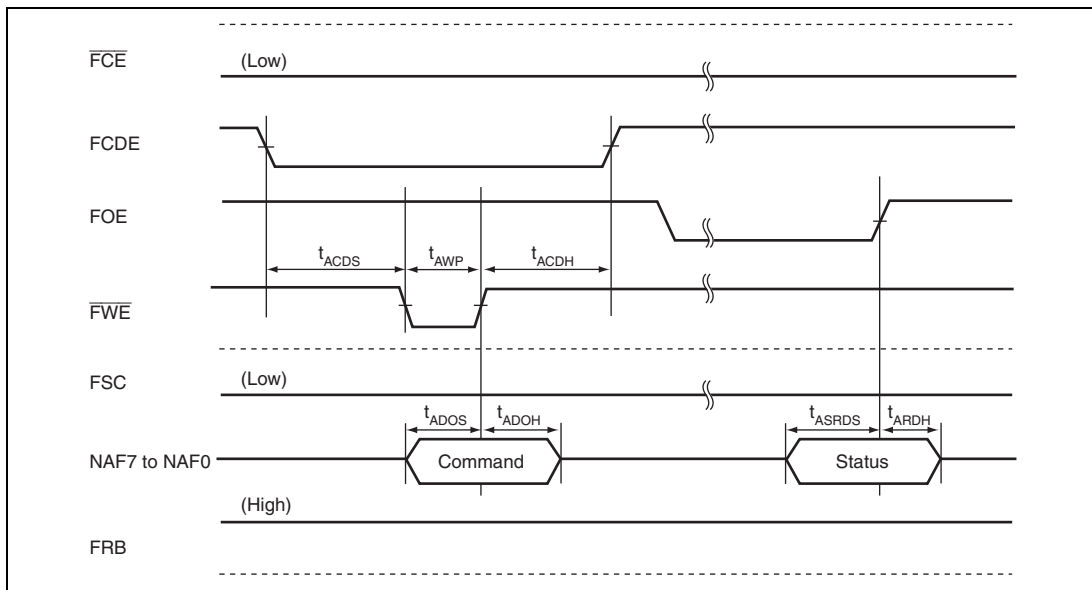 FCE (Low)
FCDE
FOE
tACDS tAWP tACDH
FWE
FSC (Low)
tADOS tADOH tASRDS tARDH
NAF7 to NAF0 Command Status
(High)
FRB